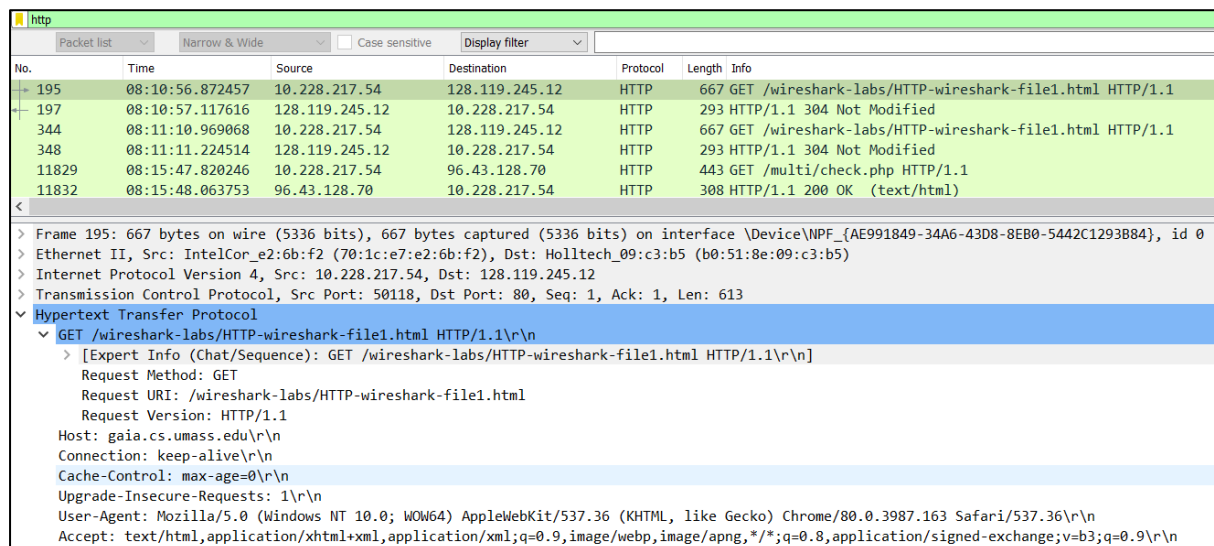 http
Packet list Narrow & Wide Case sensitive Display filter
No. Time Source Destination Protocol Length Info
195 08:10:56.872457 10.228.217.54 128.119.245.12 HTTP 667 GET /wireshark-labs/HTTP-wireshark-file1.html HTTP/1.1
197 08:10:57.117616 128.119.245.12 10.228.217.54 HTTP 293 HTTP/1.1 304 Not Modified
344 08:11:10.969068 10.228.217.54 128.119.245.12 HTTP 667 GET /wireshark-labs/HTTP-wireshark-file1.html HTTP/1.1
348 08:11:11.224514 128.119.245.12 10.228.217.54 HTTP 293 HTTP/1.1 304 Not Modified
11829 08:15:47.820246 10.228.217.54 96.43.128.70 HTTP 443 GET /multi/check.php HTTP/1.1
11832 08:15:48.063753 96.43.128.70 10.228.217.54 HTTP 308 HTTP/1.1 200 OK (text/html)
Frame 195: 667 bytes on wire (5336 bits), 667 bytes captured (5336 bits) on interface \Device\NPF_{AE991849-34A6-43D8-8EB0-5442C1293B84}, id 0
Ethernet II, Src: IntelCor_e2:6b:f2 (70:1c:e7:e2:6b:f2), Dst: Holltech_09:c3:b5 (b0:51:8e:09:c3:b5)
Internet Protocol Version 4, Src: 10.228.217.54, Dst: 128.119.245.12
Transmission Control Protocol, Src Port: 50118, Dst Port: 80, Seq: 1, Ack: 1, Len: 613
Hypertext Transfer Protocol
GET /wireshark-labs/HTTP-wireshark-file1.html HTTP/1.1\r\n
[Expert Info (Chat/Sequence): GET /wireshark-labs/HTTP-wireshark-file1.html HTTP/1.1\r\n]
Request Method: GET
Request URI: /wireshark-labs/HTTP-wireshark-file1.html
Request Version: HTTP/1.1
Host: gaia.cs.umass.edu\r\n
Connection: keep-alive\r\n
Cache-Control: max-age=0\r\n
Upgrade-Insecure-Requests: 1\r\n
User-Agent: Mozilla/5.0 (Windows NT 10.0; WOW64) AppleWebKit/537.36 (KHTML, like Gecko) Chrome/80.0.3987.163 Safari/537.36\r\n
Accept: text/html,application/xhtml+xml,application/xml;q=0.9,image/webp,image/apng,*/*;q=0.8,application/signed-exchange;v=b3;q=0.9\r\n